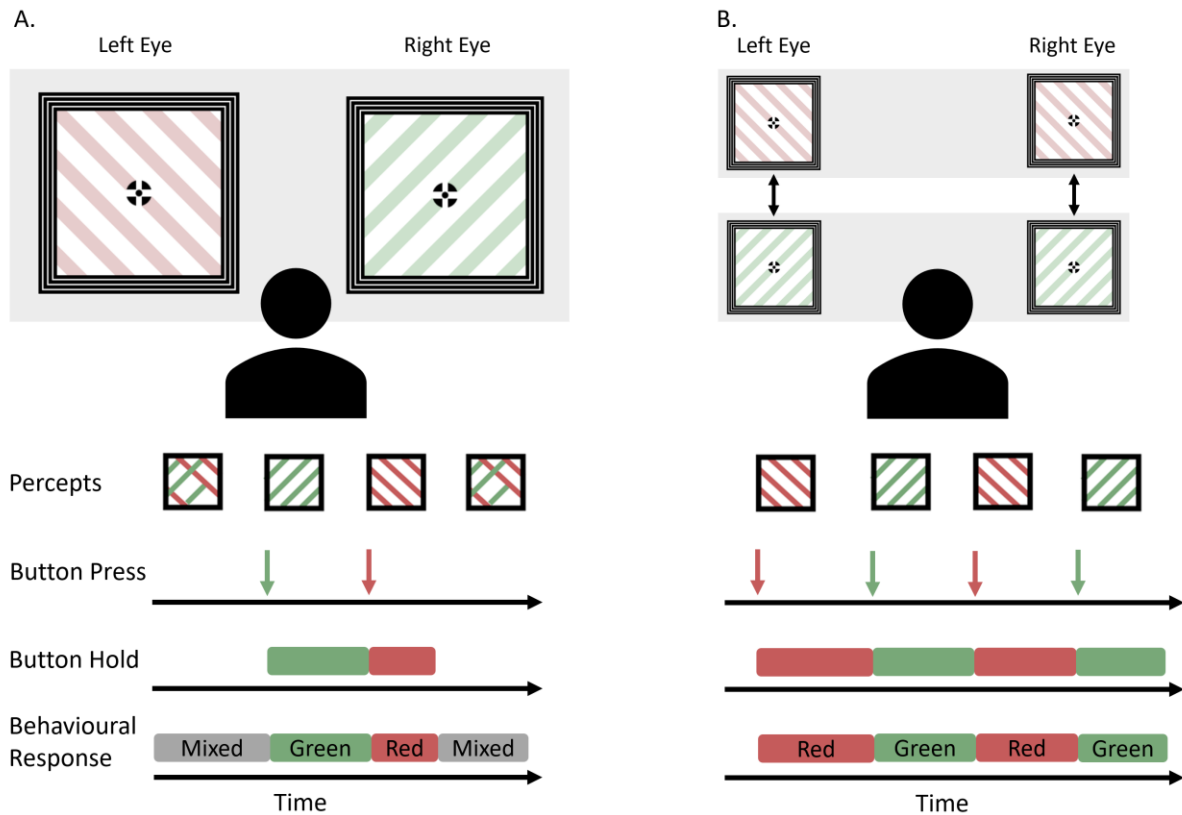 A.
Left Eye Right Eye
B.
Left Eye Right Eye
Percepts
Button Press
Button Hold
Behavioural
Response
Mixed Green Red Mixed
Time
Red Green Red Green
Time